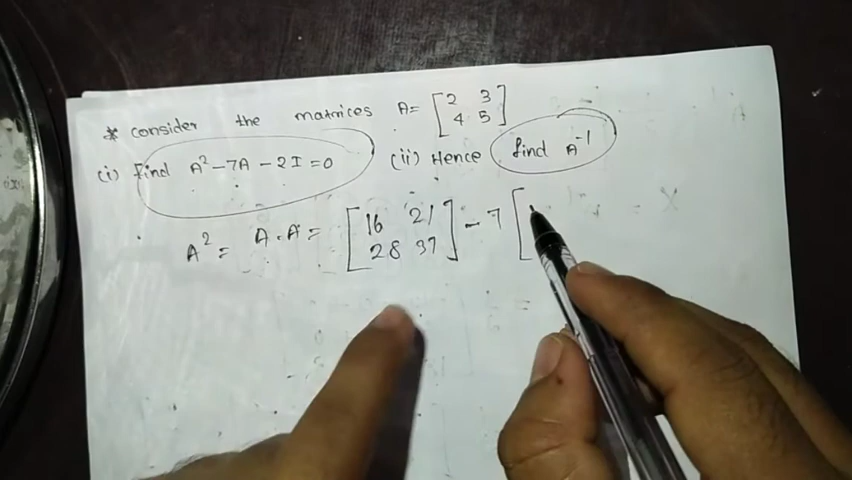 * consider the matrices A= [2 3
4 5]
(i) Find A²-7A-2I=0 (ii) Hence find A⁻¹
A² = A.A = [16 21
28 37] - 7 [
=